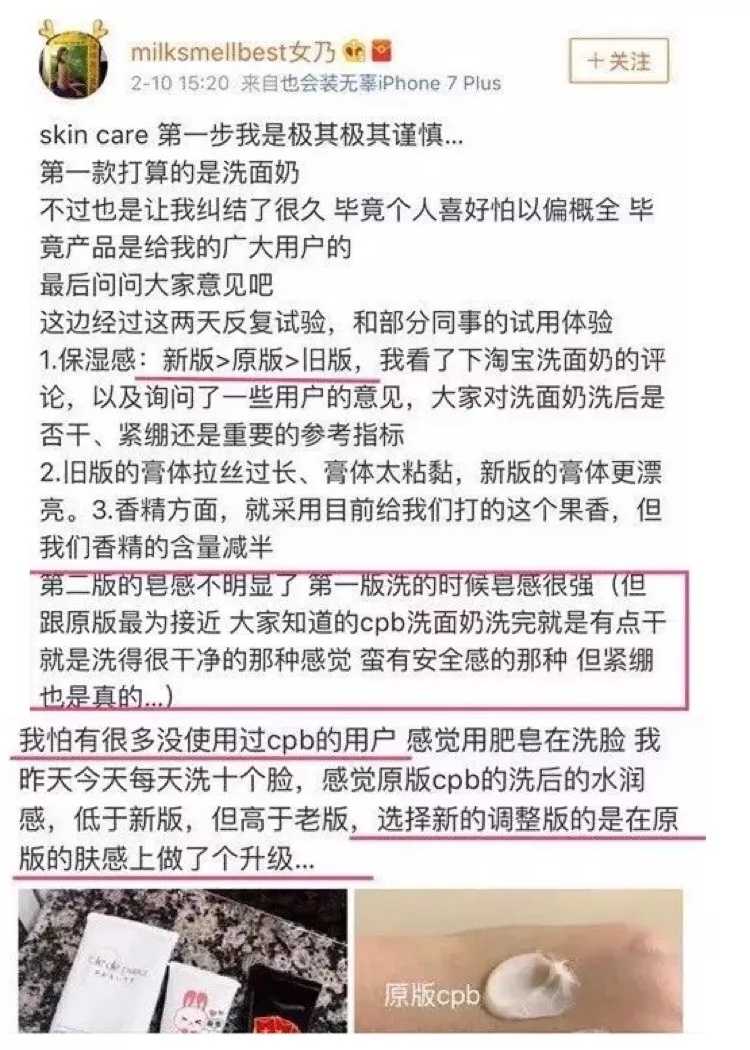 milksmellbest女乃
+关注
2-10 15:20 来自也会装无辜iPhone 7 Plus
skin care 第一步我是极其极其谨慎...
第一款打算的是洗面奶
不过也是让我纠结了很久 毕竟个人喜好怕以偏概全 毕
竟产品是给我的广大用户的
最后问问大家意见吧
这边经过这两天反复试验，和部分同事的试用体验
1.保湿感：新版>原版>旧版，我看了下淘宝洗面奶的评
论，以及询问了一些用户的意见，大家对洗面奶洗后是
否干、紧绷还是重要的参考指标
2.旧版的膏体拉丝过长、膏体太粘黏，新版的膏体更漂
亮。3.香精方面，就采用目前给我们打的这个果香，但
我们香精的含量减半
第二版的皂感不明显了 第一版洗的时候皂感很强（但
跟原版最为接近 大家知道的cpb洗面奶洗完就是有点干
就是洗得很干净的那种感觉 蛮有安全感的那种 但紧绷
也是真的...）
我怕有很多没使用过cpb的用户 感觉用肥皂在洗脸 我
昨天今天每天洗十个脸，感觉原版cpb的洗后的水润
感，低于新版，但高于老版，选择新的调整版的是在原
版的肤感上做了个升级...
原版cpb